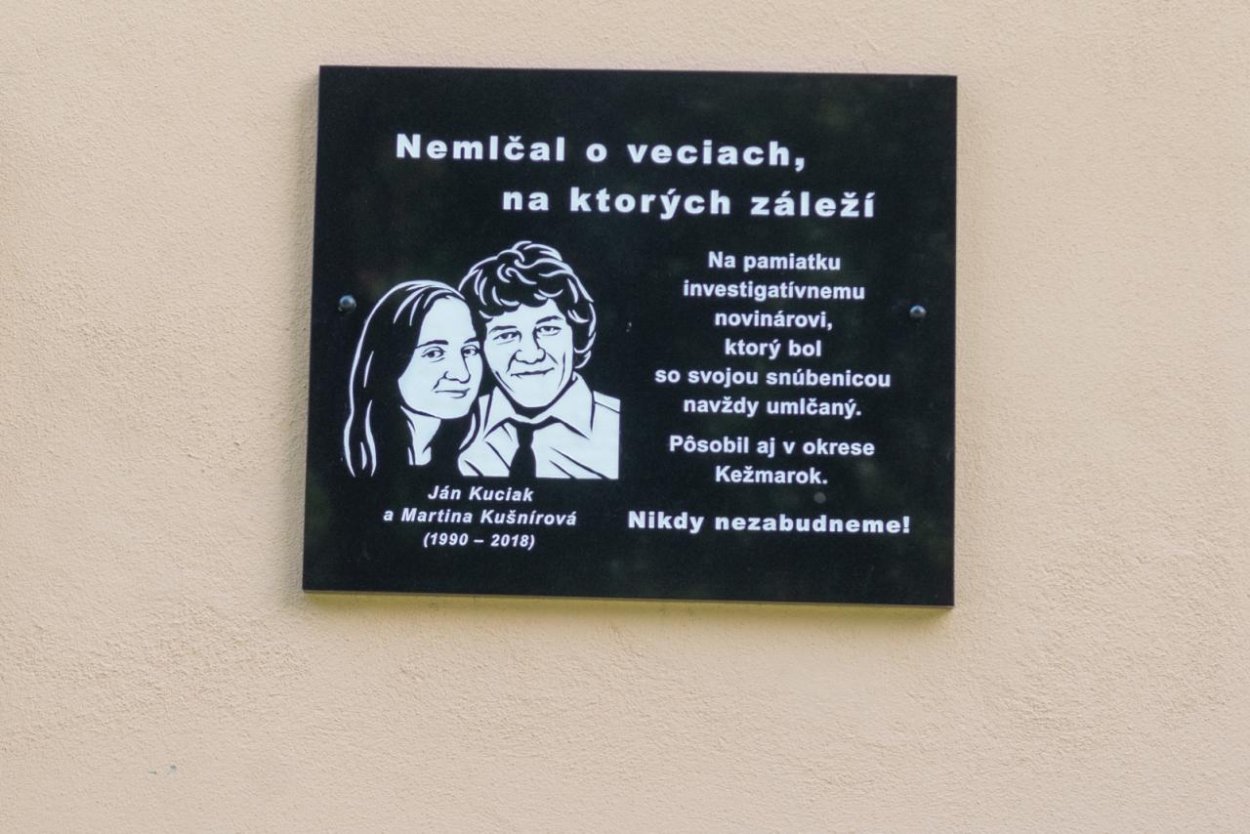 Nemlčal o veciach,
na ktorých záleží
Na pamiatku
investigatívnemu
novinárovi,
ktorý bol
so svojou snúbenicou
navždy umlčaný.
Pôsobil aj v okrese
Kežmarok.
Nikdy nezabudneme!
Ján Kuciak
a Martina Kušnírová
(1990 – 2018)